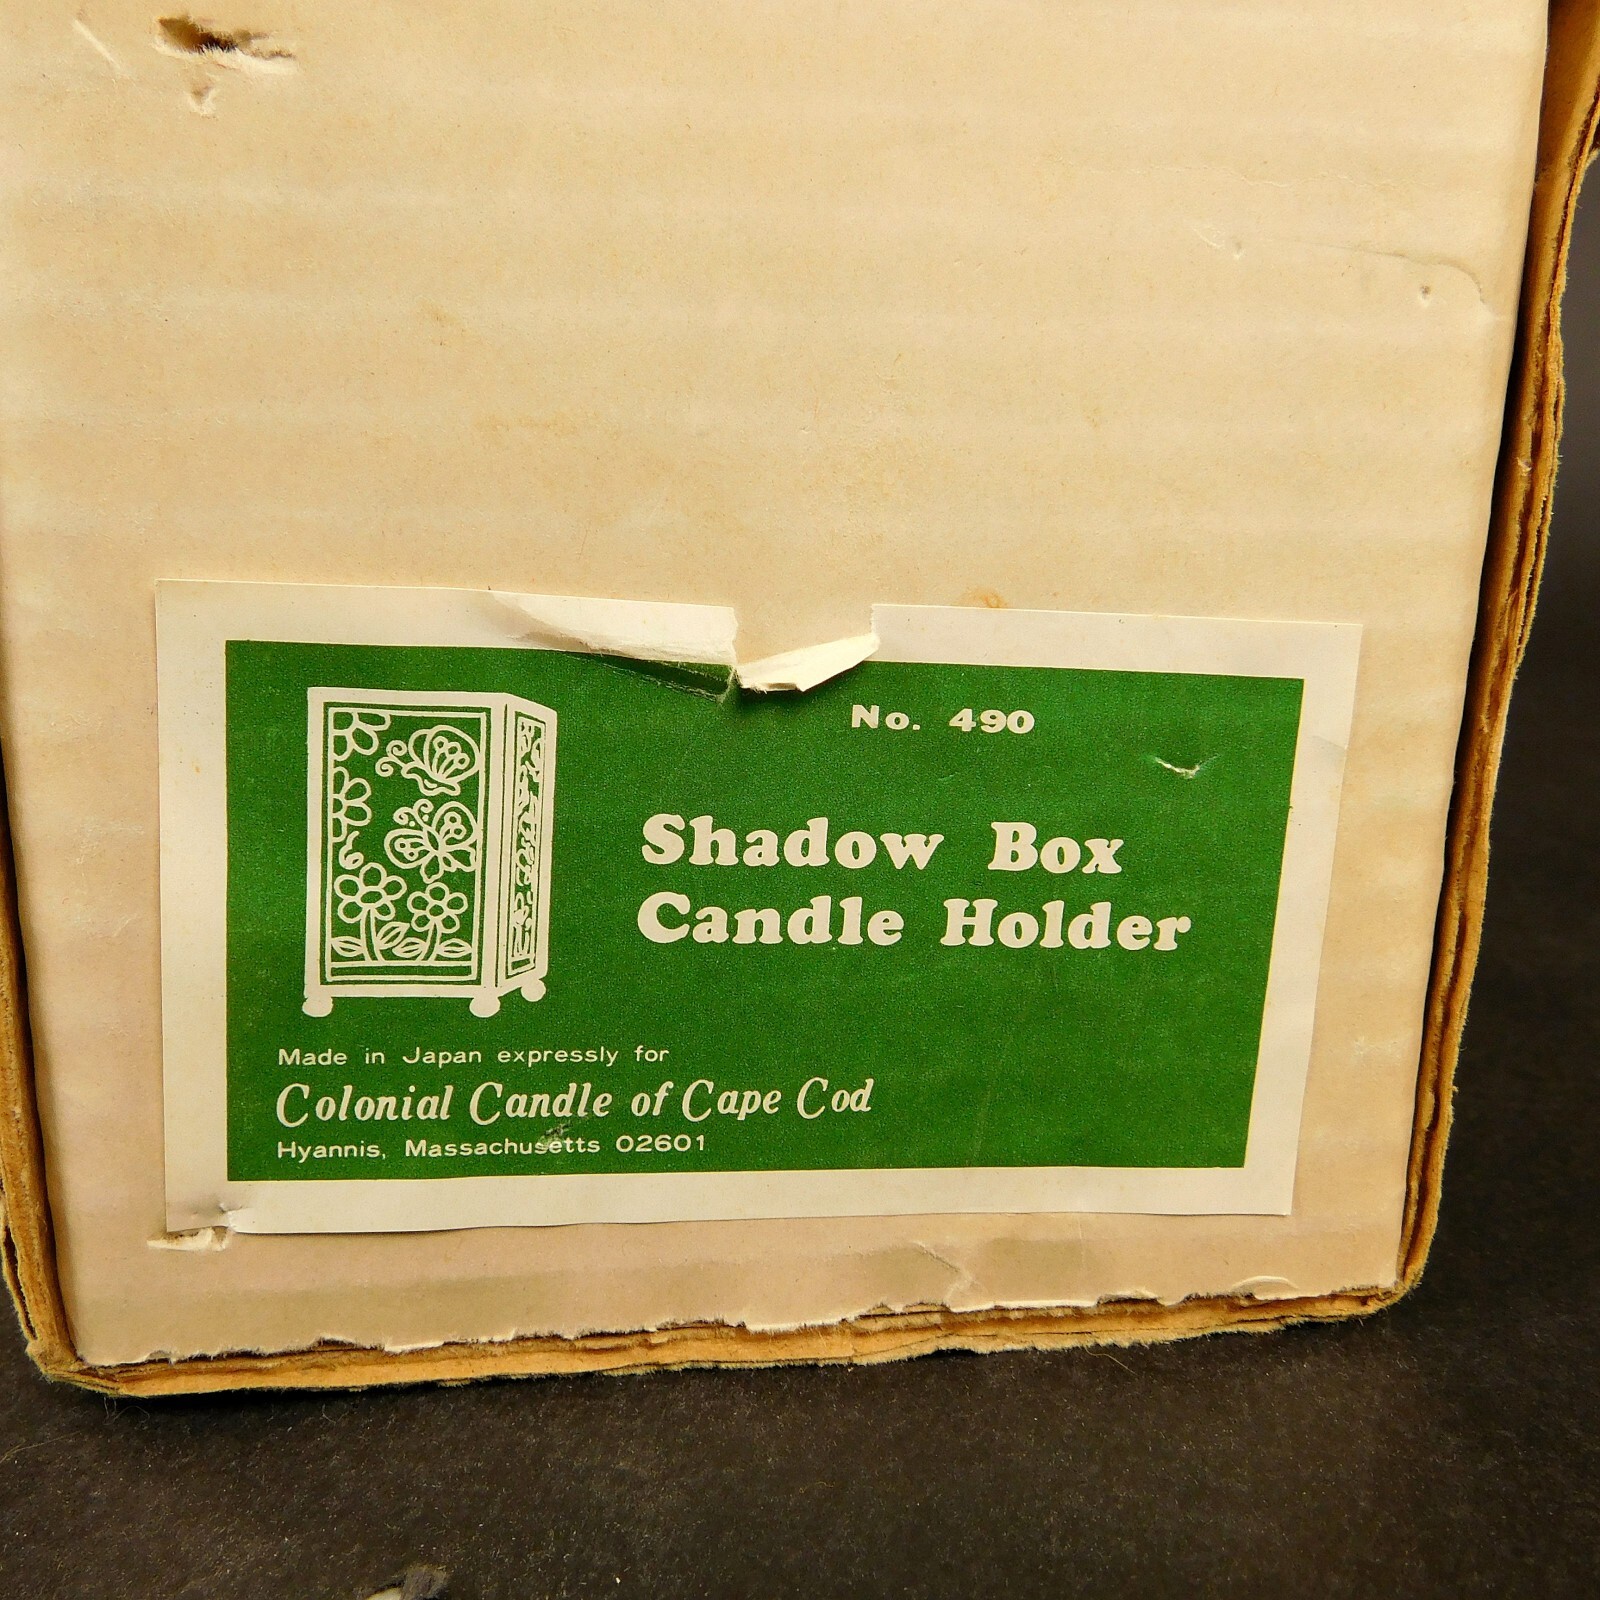 No. 490
Shadow Box
Candle Holder
Made in Japan expressly for
Colonial Candle of Cape Cod
Hyannis, Massachusetts 02601